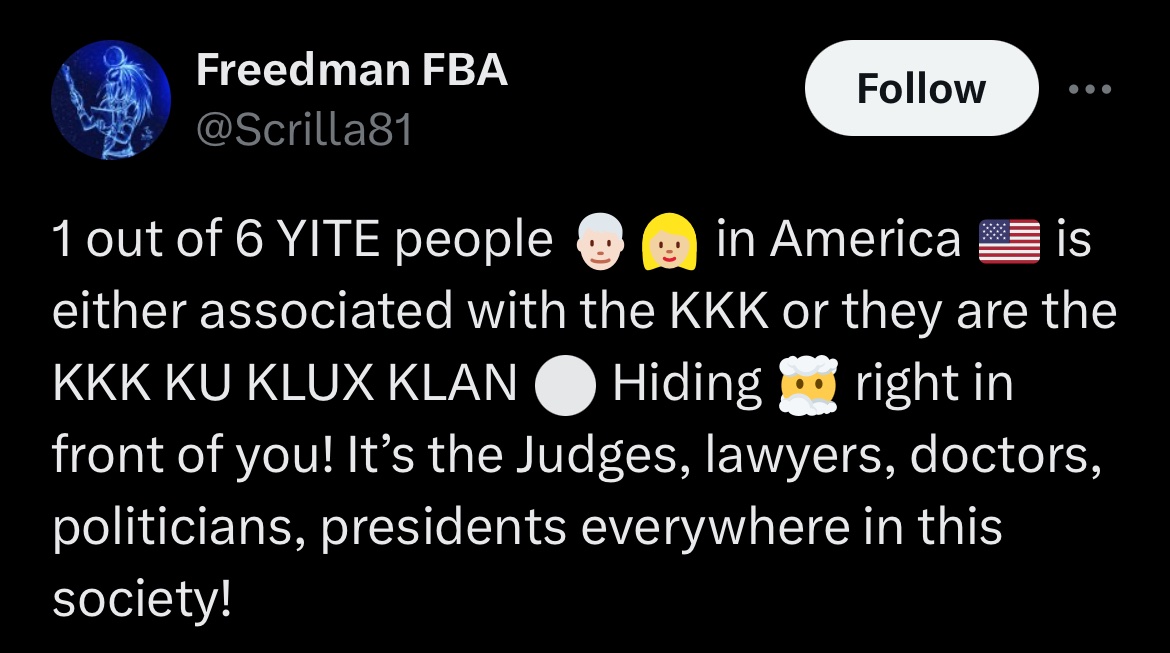 Freedman FBA
@Scrilla81
Follow
1 out of 6 YITE people 👨🏻‍🦳👱🏼‍♀️ in America 🇺🇸 is
either associated with the KKK or they are the
KKK KU KLUX KLAN ⚪ Hiding 😶‍🌫️ right in
front of you! It’s the Judges, lawyers, doctors,
politicians, presidents everywhere in this
society!